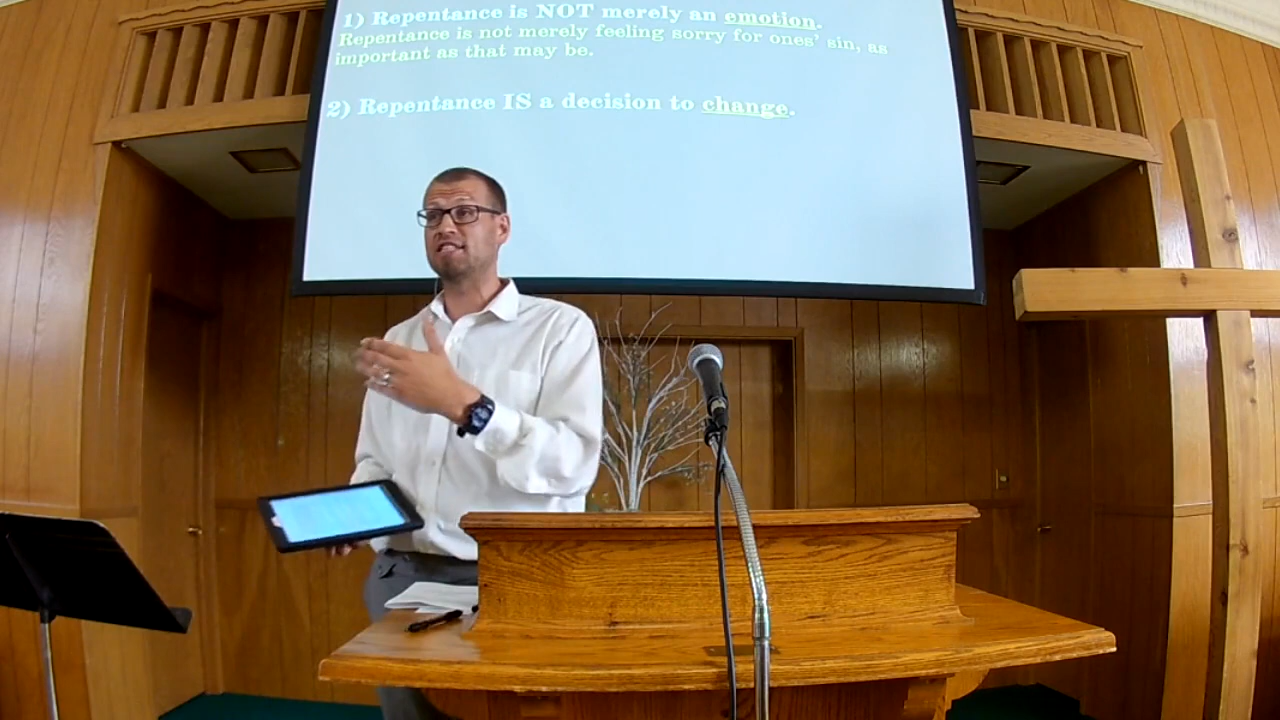 1) Repentance is NOT merely an emotion.
Repentance is not merely feeling sorry for ones' sin, as
important as that may be.
2) Repentance IS a decision to change.